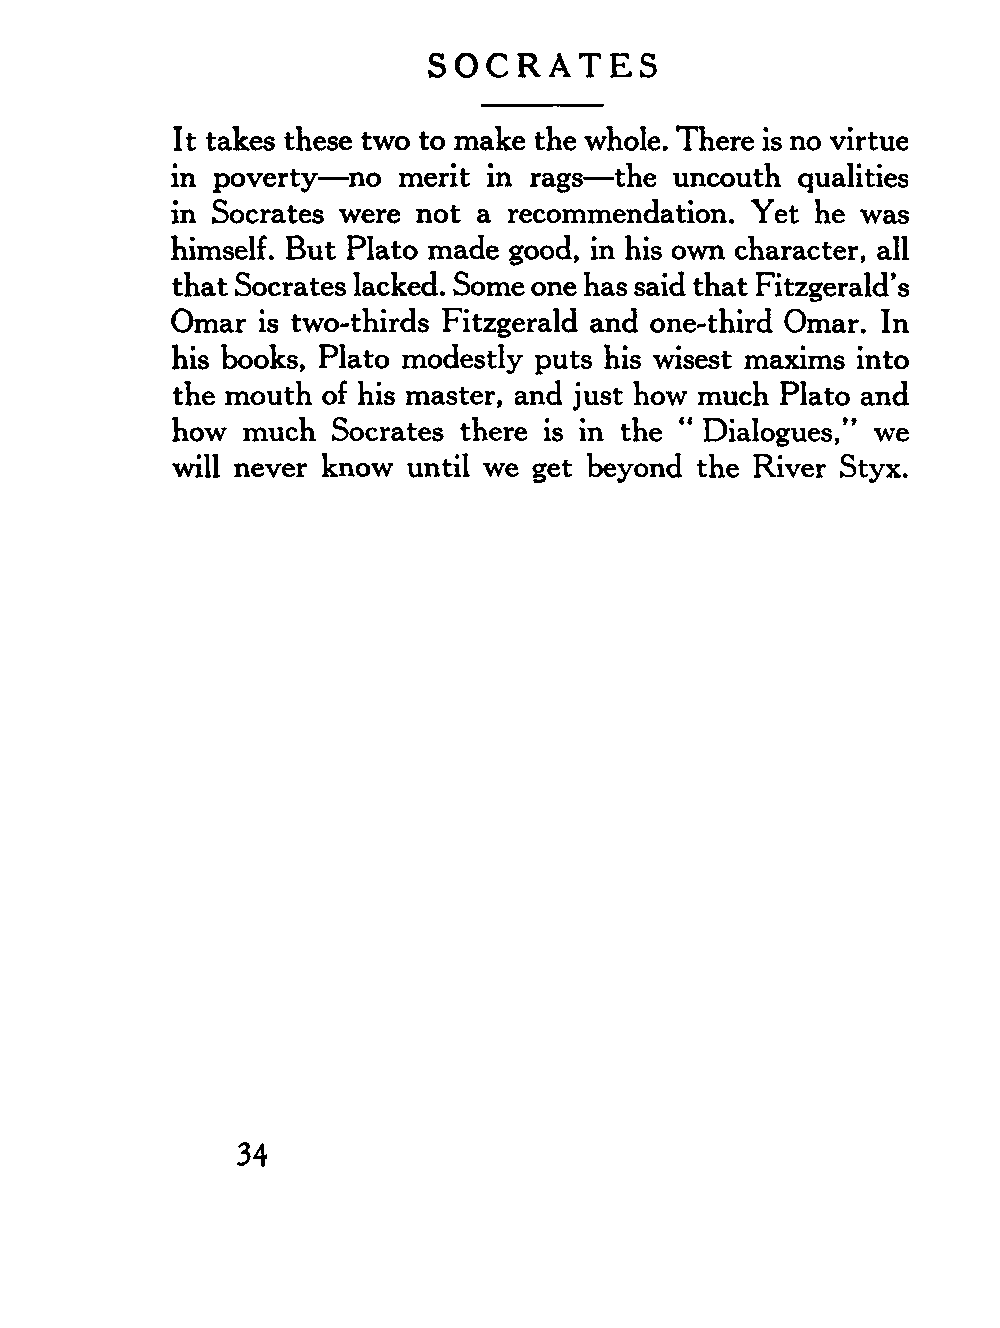 SOCRATES
It takes these two to make the whole. There is no virtue
in poverty—no merit in rags—the uncouth qualities
in Socrates were not a recommendation. Yet he was
himself. But Plato made good, in his own character, all
that Socrates lacked. Some one has said that Fitzgerald's
Omar is two-thirds Fitzgerald and one-third Omar. In
his books, Plato modestly puts his wisest maxims into
the mouth of his master, and just how much Plato and
how much Socrates there is in the " Dialogues," we
will never know until we get beyond the River Styx.
34